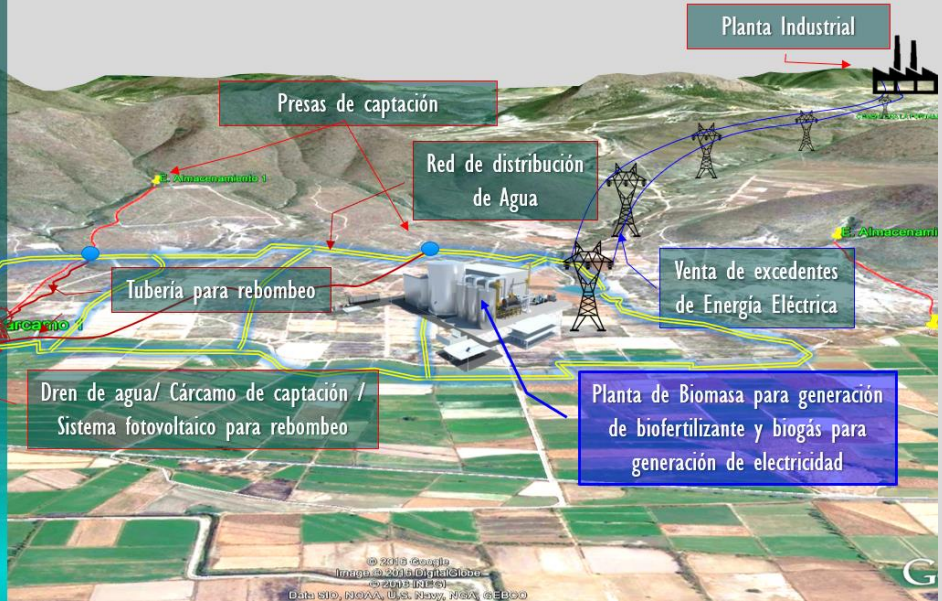 Planta Industrial
Presas de captación
Red de distribución
de Agua
E. Almacenamiento 1
E. Almacenami
Venta de excedentes
de Energía Eléctrica
Tubería para rebombeo
arcamo 1
Dren de agua/ Cárcamo de captación /
Sistema fotovoltaico para rebombeo
Planta de Biomasa para generación
de biofertilizante y biogás para
generación de electricidad
© 2016 Google
Image © 2016 DigitalGlobe
© 2016 INEGI
Data SIO, NOAA, U.S. Navy, NGA, GEBCO
G